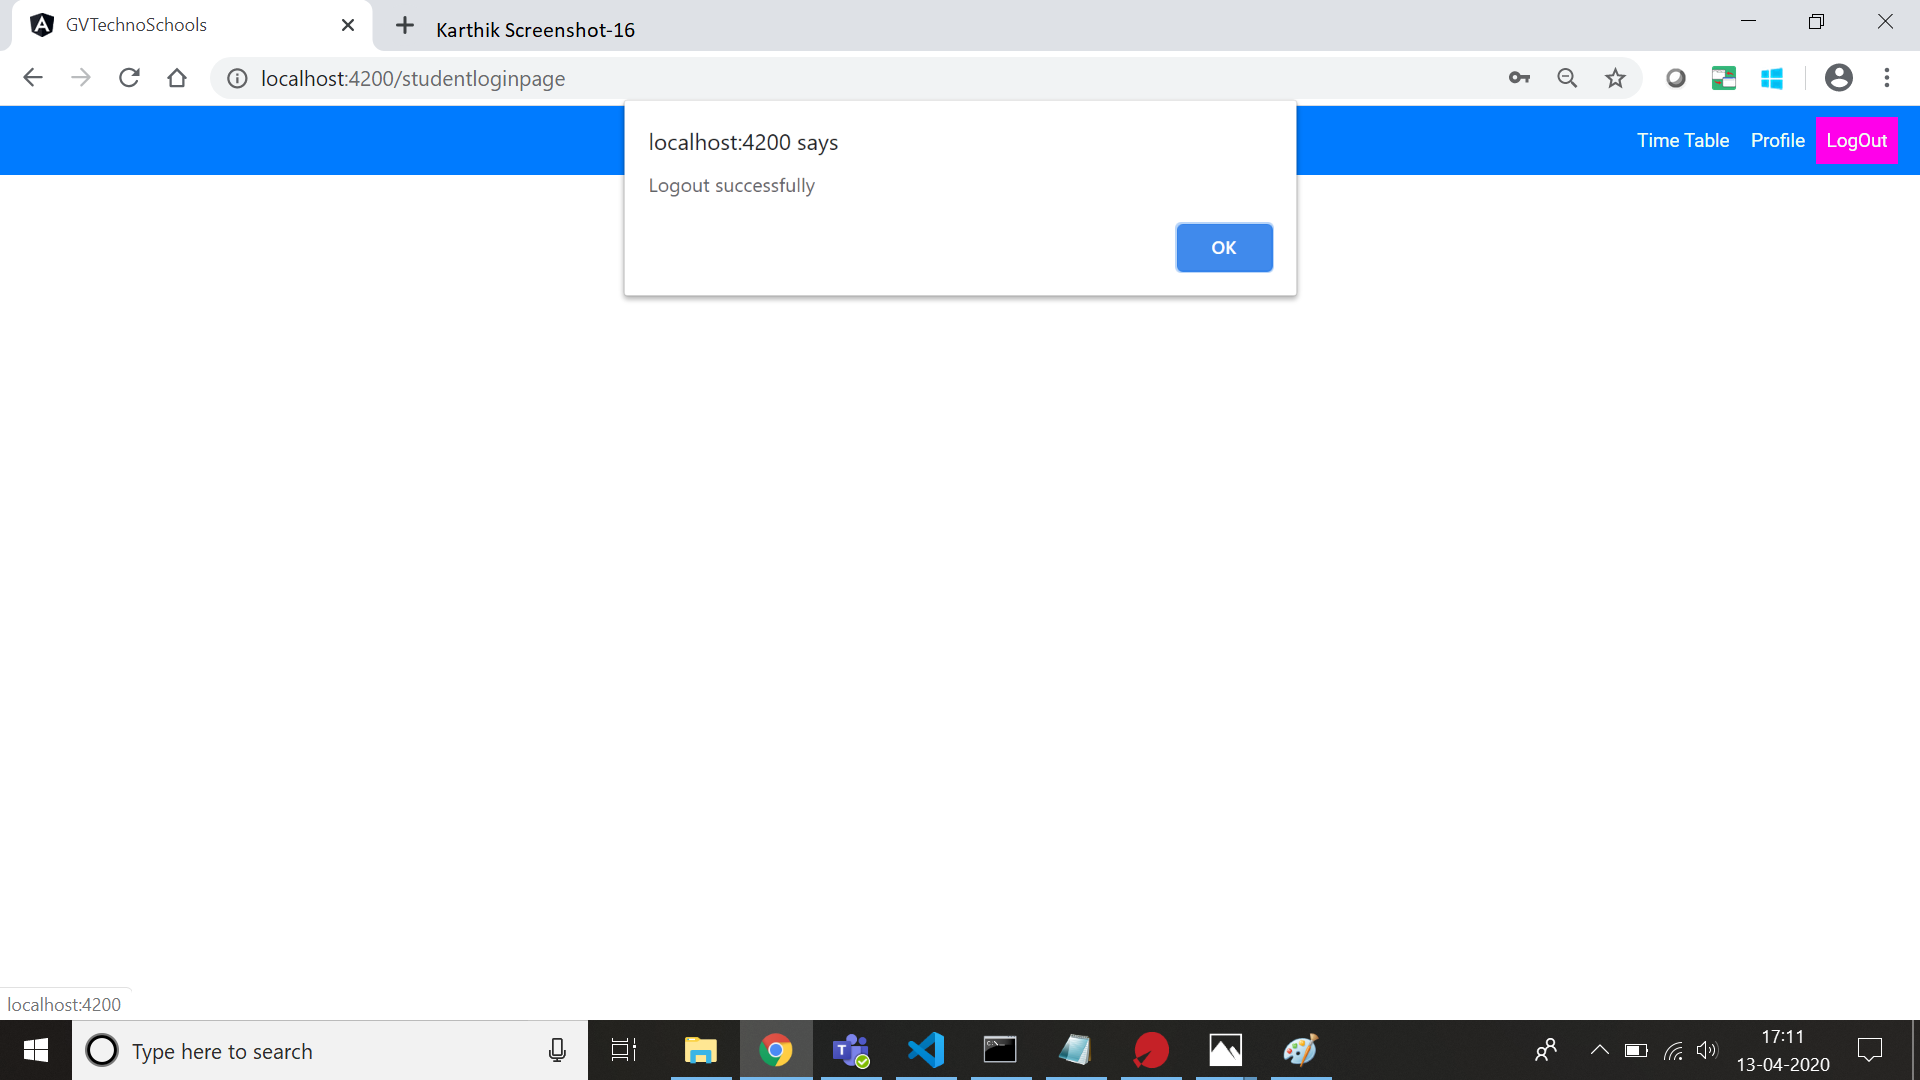 GVTechnoSchools
Karthik Screenshot-16
localhost:4200/studentloginpage
Time Table Profile LogOut
localhost:4200 says
Logout successfully
OK
localhost:4200
Type here to search
17:11
13-04-2020